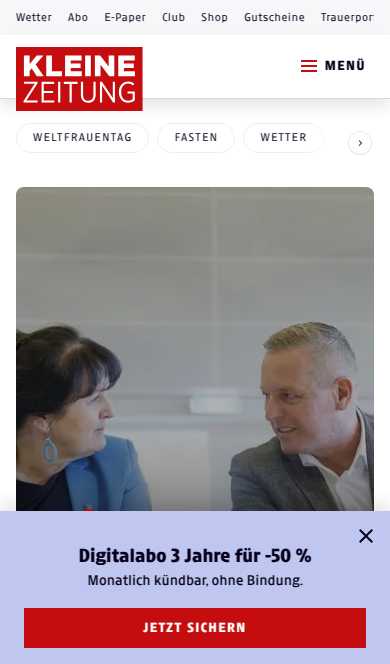 Wetter Abo E-Paper Club Shop Gutscheine Trauerpor
KLEINE
ZEITUNG
MENÜ
WELTFRAUENTAG FASTEN WETTER
Digitalabo 3 Jahre für -50 %
Monatlich kündbar, ohne Bindung.
JETZT SICHERN